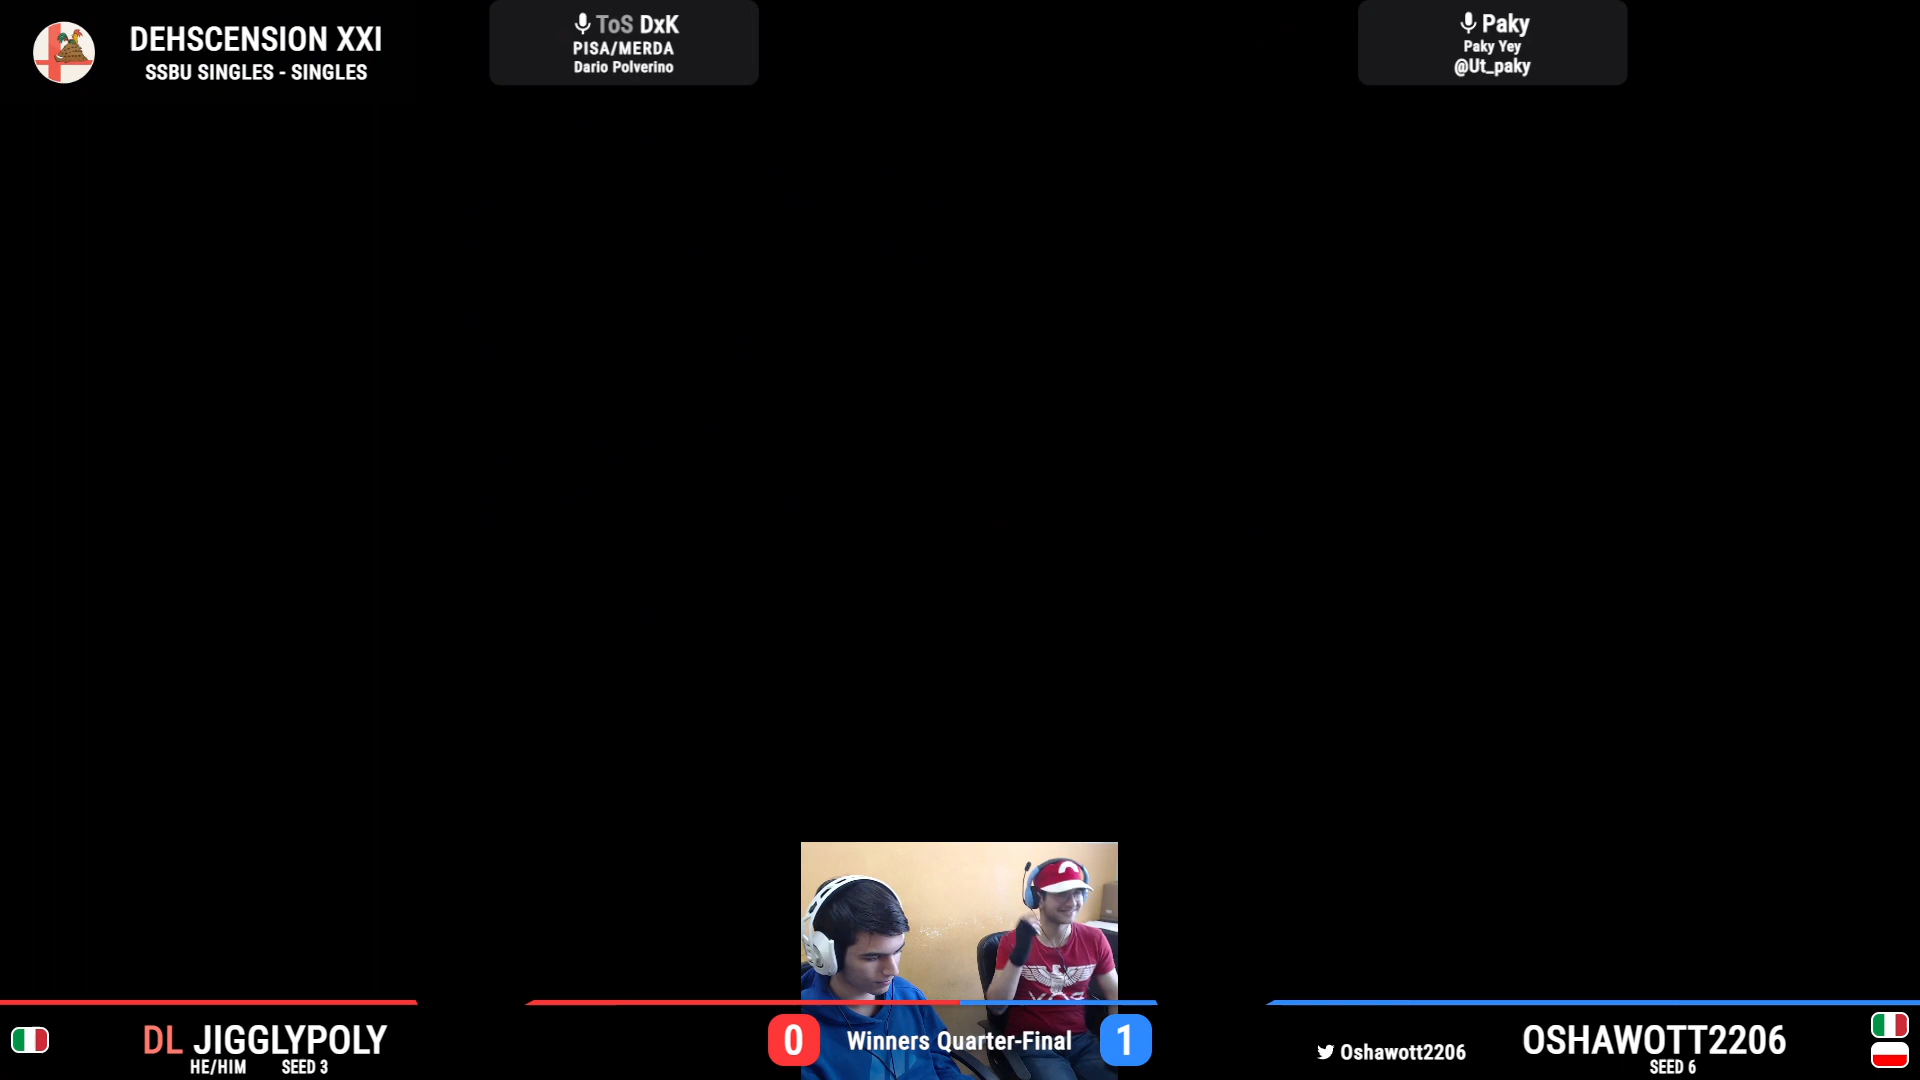 DEHSCENSION XXI
SSBU SINGLES - SINGLES
ToS DxK
PISA/MERDA
Dario Polverino
Paky
Paky Yey
@Ut_paky
DL JIGGLYPOLY
HE/HIM SEED 3
0 Winners Quarter-Final 1
Oshawott2206
OSHAWOTT2206
SEED 6